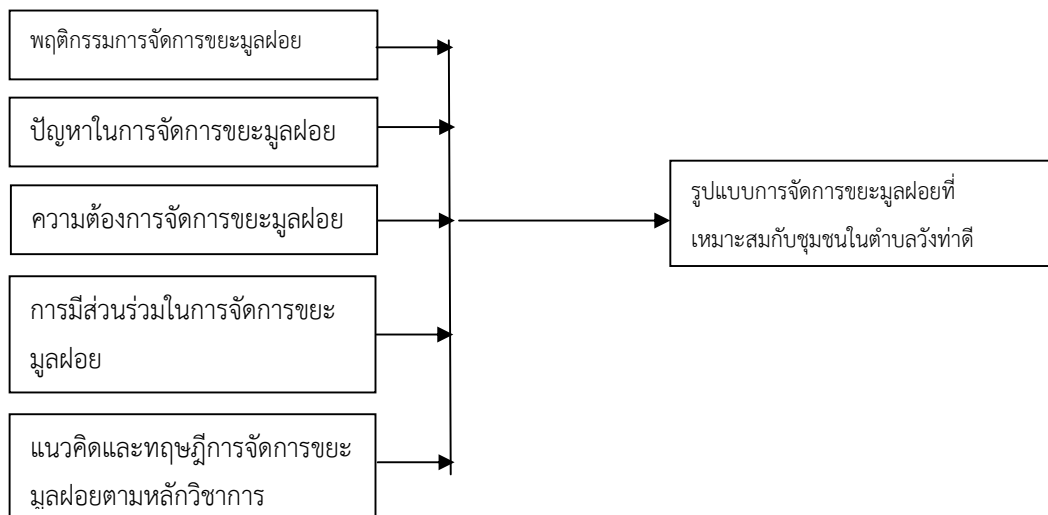 พฤติกรรมการจัดการขยะมูลฝอย
ปัญหาในการจัดการขยะมูลฝอย
ความต้องการจัดการขยะมูลฝอย
การมีส่วนร่วมในการจัดการขยะ
มูลฝอย
แนวคิดและทฤษฎีการจัดการขยะ
มูลฝอยตามหลักวิชาการ
รูปแบบการจัดการขยะมูลฝอยที่
เหมาะสมกับชุมชนในตำบลวังท่าดี